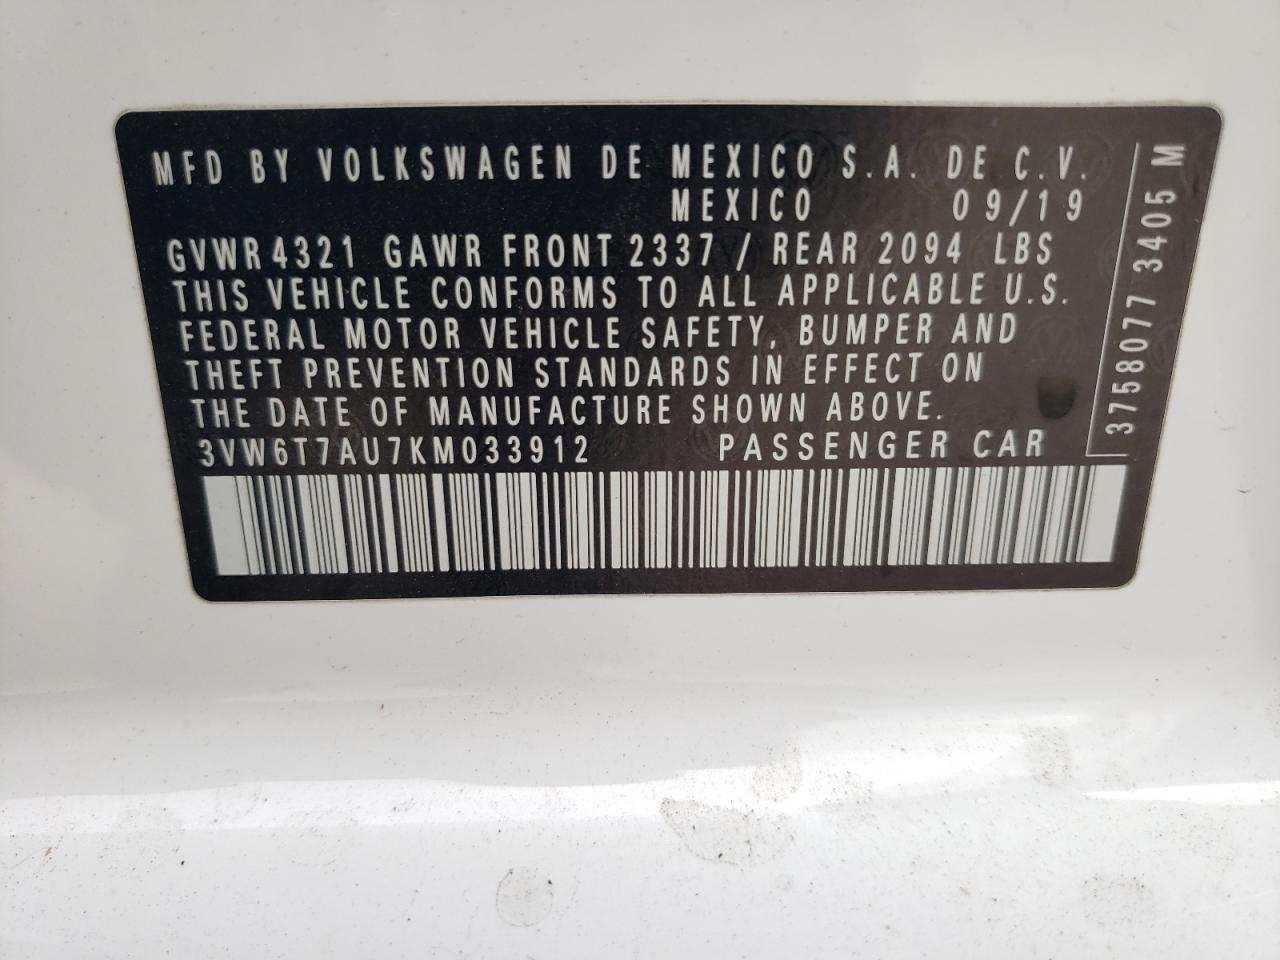 MFD BY VOLKSWAGEN DE MEXICO S.A. DE C.V.
MEXICO 09/19
GVWR 4321 GAWR FRONT 2337 / REAR 2094 LBS
THIS VEHICLE CONFORMS TO ALL APPLICABLE U.S.
FEDERAL MOTOR VEHICLE SAFETY, BUMPER AND
THEFT PREVENTION STANDARDS IN EFFECT ON
THE DATE OF MANUFACTURE SHOWN ABOVE.
3VW6T7AU7KM033912 PASSENGER CAR
3758077 3405 M